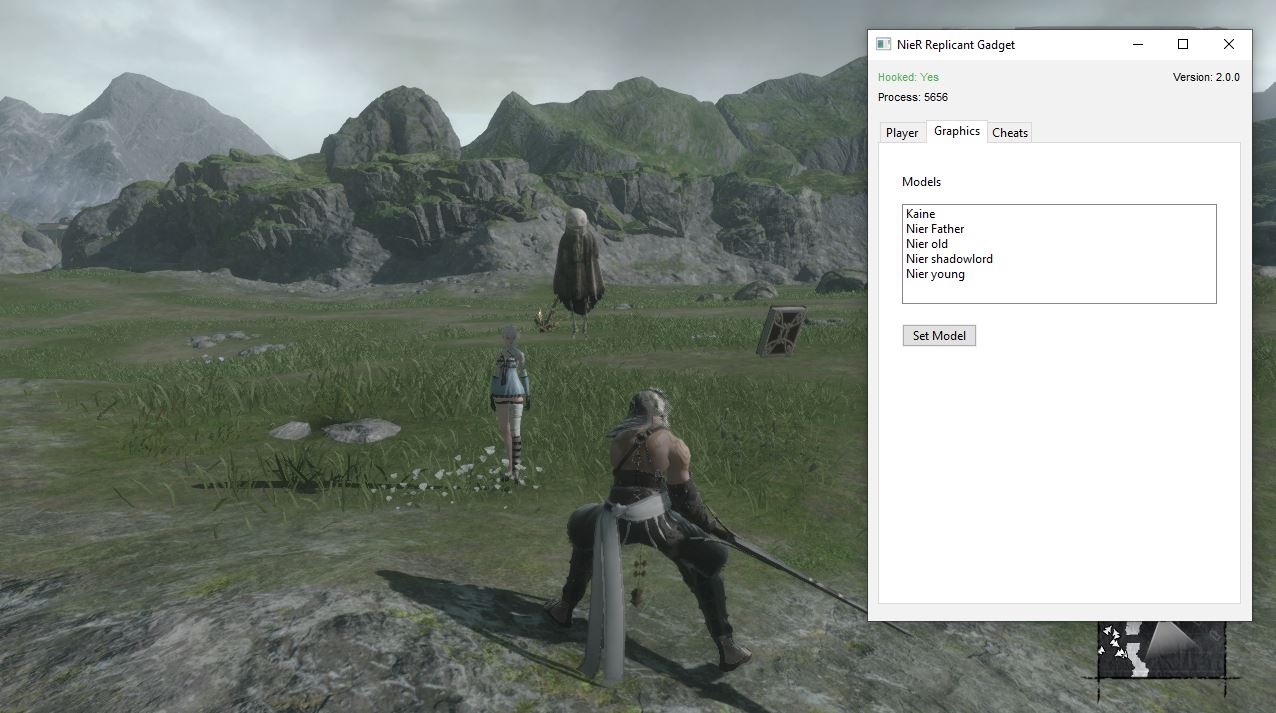 NieR Replicant Gadget
Hooked: Yes
Version: 2.0.0
Process: 5656
Player
Graphics
Cheats
Models
Kaine
Nier Father
Nier old
Nier shadowlord
Nier young
Set Model